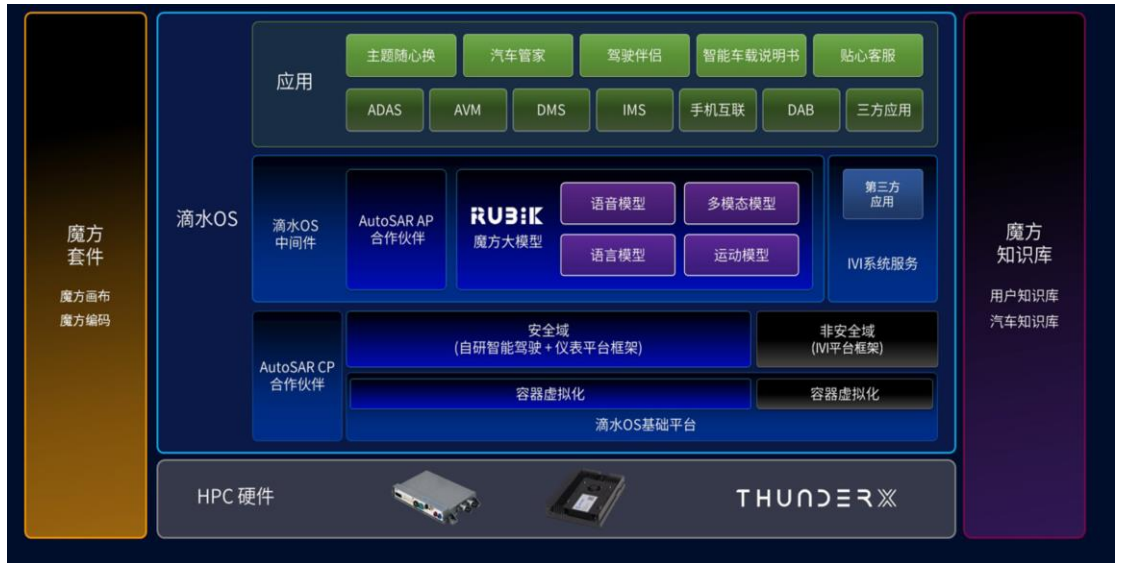 魔方
套件
魔方画布
魔方编码
滴水OS
应用
主题随心换
汽车管家
驾驶伴侣
智能车载说明书
贴心客服
ADAS
AVM
DMS
IMS
手机互联
DAB
三方应用
滴水OS
中间件
AutoSAR AP
合作伙伴
RUBIK
魔方大模型
语音模型
多模态模型
语言模型
运动模型
第三方
应用
IVI系统服务
AutoSAR CP
合作伙伴
安全域
(自研智能驾驶 + 仪表平台框架)
非安全域
(IVI平台框架)
容器虚拟化
容器虚拟化
滴水OS基础平台
HPC 硬件
THUNDERX
魔方
知识库
用户知识库
汽车知识库